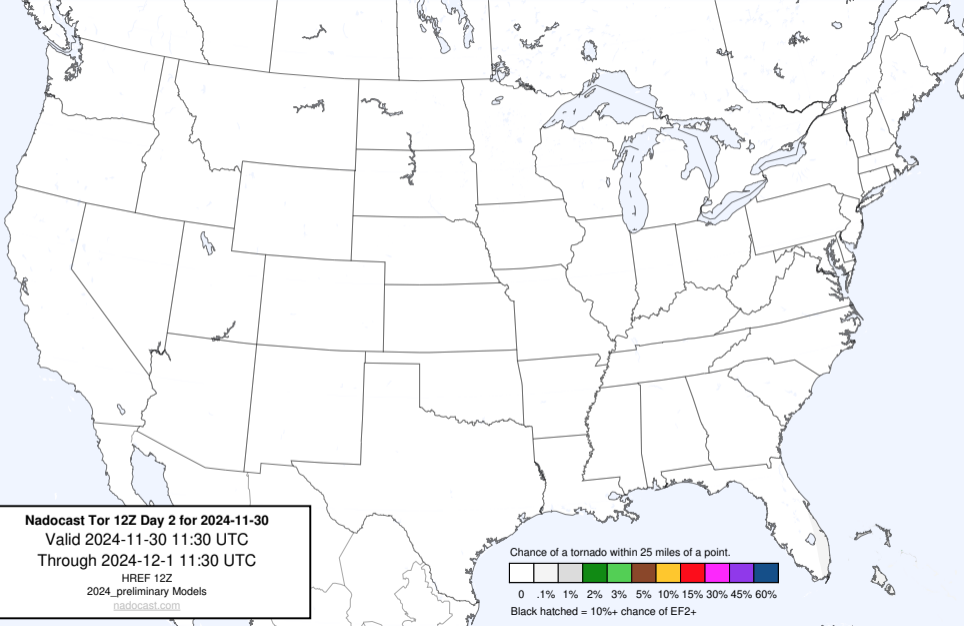 Nadocast Tor 12Z Day 2 for 2024-11-30
Valid 2024-11-30 11:30 UTC
Through 2024-12-1 11:30 UTC
HREF 12Z
2024_preliminary Models
nadocast.com
Chance of a tornado within 25 miles of a point.
0 .1% 1% 2% 3% 5% 10% 15% 30% 45% 60%
Black hatched = 10%+ chance of EF2+